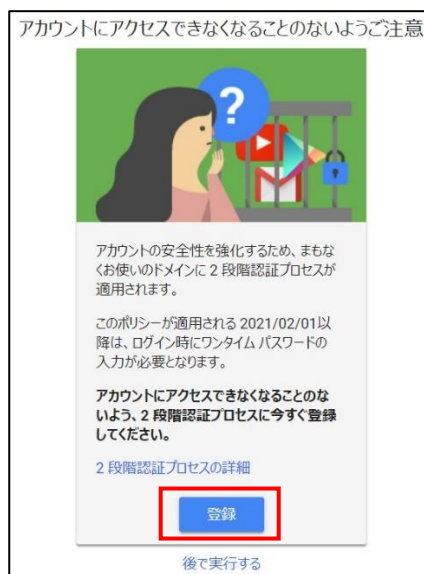 アカウントにアクセスできなくなることのないようご注意
?
アカウントの安全性を強化するため、まもな
くお使いのドメインに 2 段階認証プロセスが
適用されます。
このポリシーが適用される 2021/02/01以
降は、ログイン時にワンタイム パスワードの
入力が必要となります。
アカウントにアクセスできなくなることのな
いよう、2 段階認証プロセスに今すぐ登録
してください。
2 段階認証プロセスの詳細
登録
後で実行する